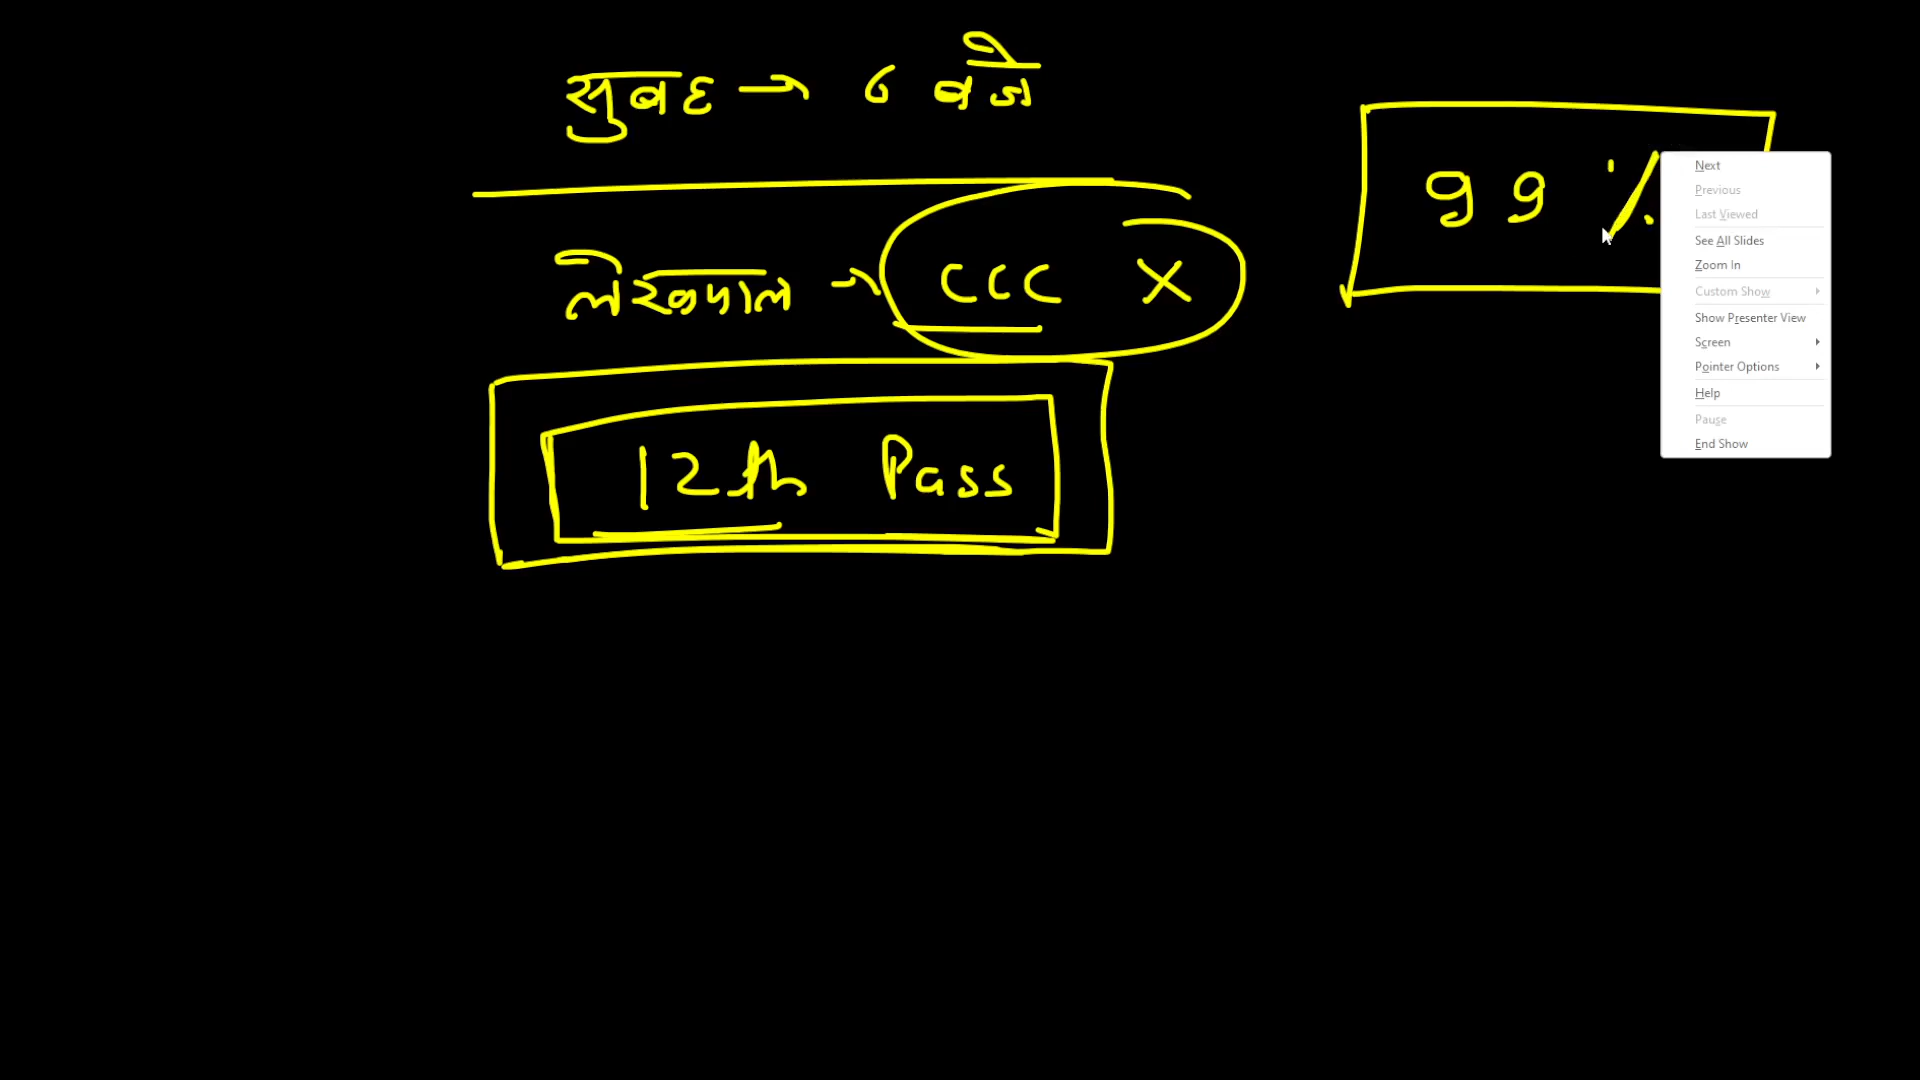 सुबह → 6 बजे
99 %
लेखपाल → CCC X
12th Pass
Next
Previous
Last Viewed
See All Slides
Zoom In
Custom Show
Show Presenter View
Screen
Pointer Options
Help
Pause
End Show